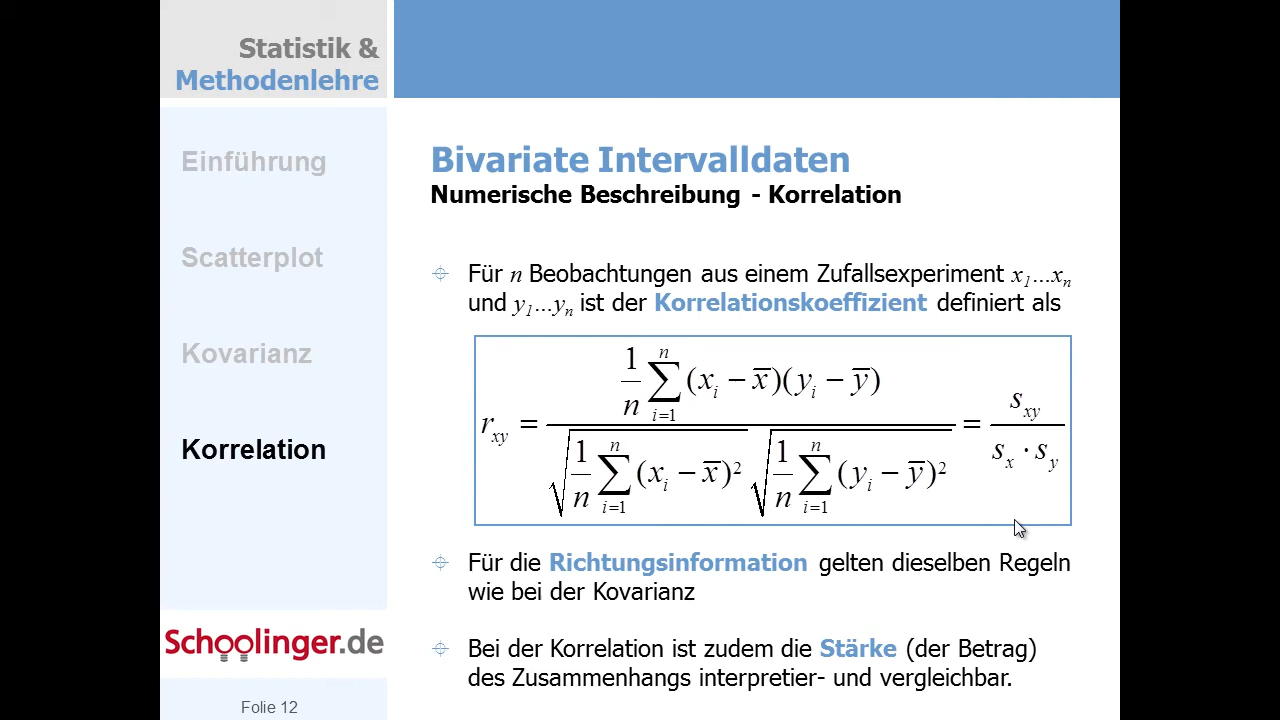 Statistik &
Methodenlehre
Einführung
Scatterplot
Kovarianz
Korrelation
Schoolinger.de
Folie 12
Bivariate Intervalldaten
Numerische Beschreibung - Korrelation
Für n Beobachtungen aus einem Zufallsexperiment x₁...xₙ
und y₁...yₙ ist der Korrelationskoeffizient definiert als
r_xy = (1/n ∑_{i=1}^{n} (x_i − x̅)(y_i − y̅)) / (√(1/n ∑_{i=1}^{n} (x_i − x̅)²) √(1/n ∑_{i=1}^{n} (y_i − y̅)²)) = s_xy / (s_x · s_y)
Für die Richtungsinformation gelten dieselben Regeln
wie bei der Kovarianz
Bei der Korrelation ist zudem die Stärke (der Betrag)
des Zusammenhangs interpretier- und vergleichbar.